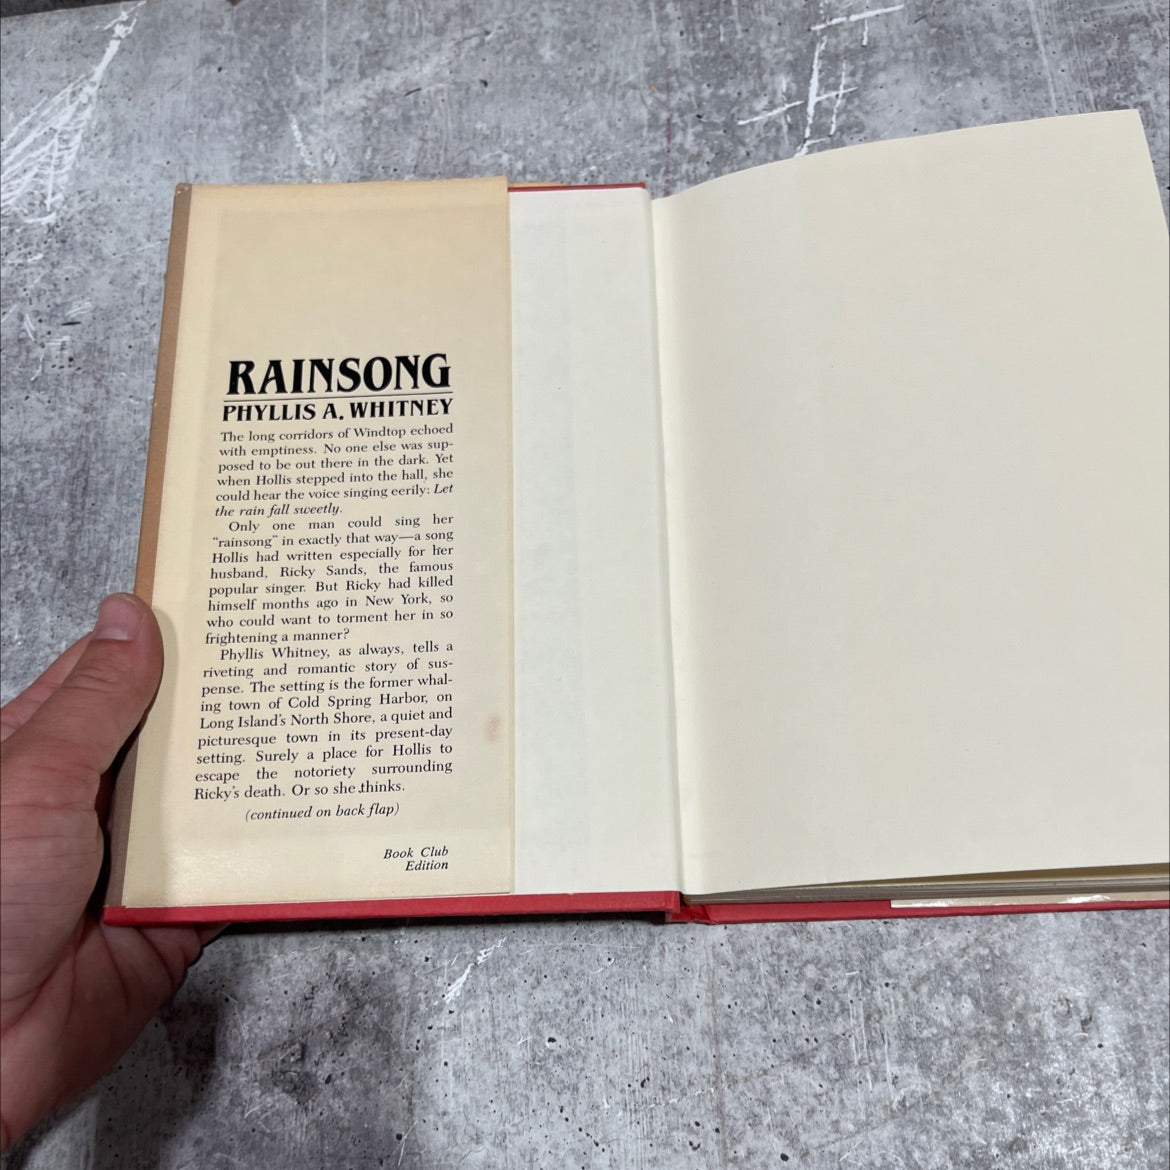 RAINSONG
PHYLLIS A. WHITNEY
The long corridors of Windtop echoed
with emptiness. No one else was sup-
posed to be out there in the dark. Yet
when Hollis stepped into the hall, she
could hear the voice singing eerily: Let
the rain fall sweetly.
Only one man could sing her
"rainsong" in exactly that way—a song
Hollis had written especially for her
husband, Ricky Sands, the famous
popular singer. But Ricky had killed
himself months ago in New York, so
who could want to torment her in so
frightening a manner?
Phyllis Whitney, as always, tells a
riveting and romantic story of sus-
pense. The setting is the former whal-
ing town of Cold Spring Harbor, on
Long Island's North Shore, a quiet and
picturesque town in its present-day
setting. Surely a place for Hollis to
escape the notoriety surrounding
Ricky's death. Or so she thinks.
(continued on back flap)
Book Club
Edition